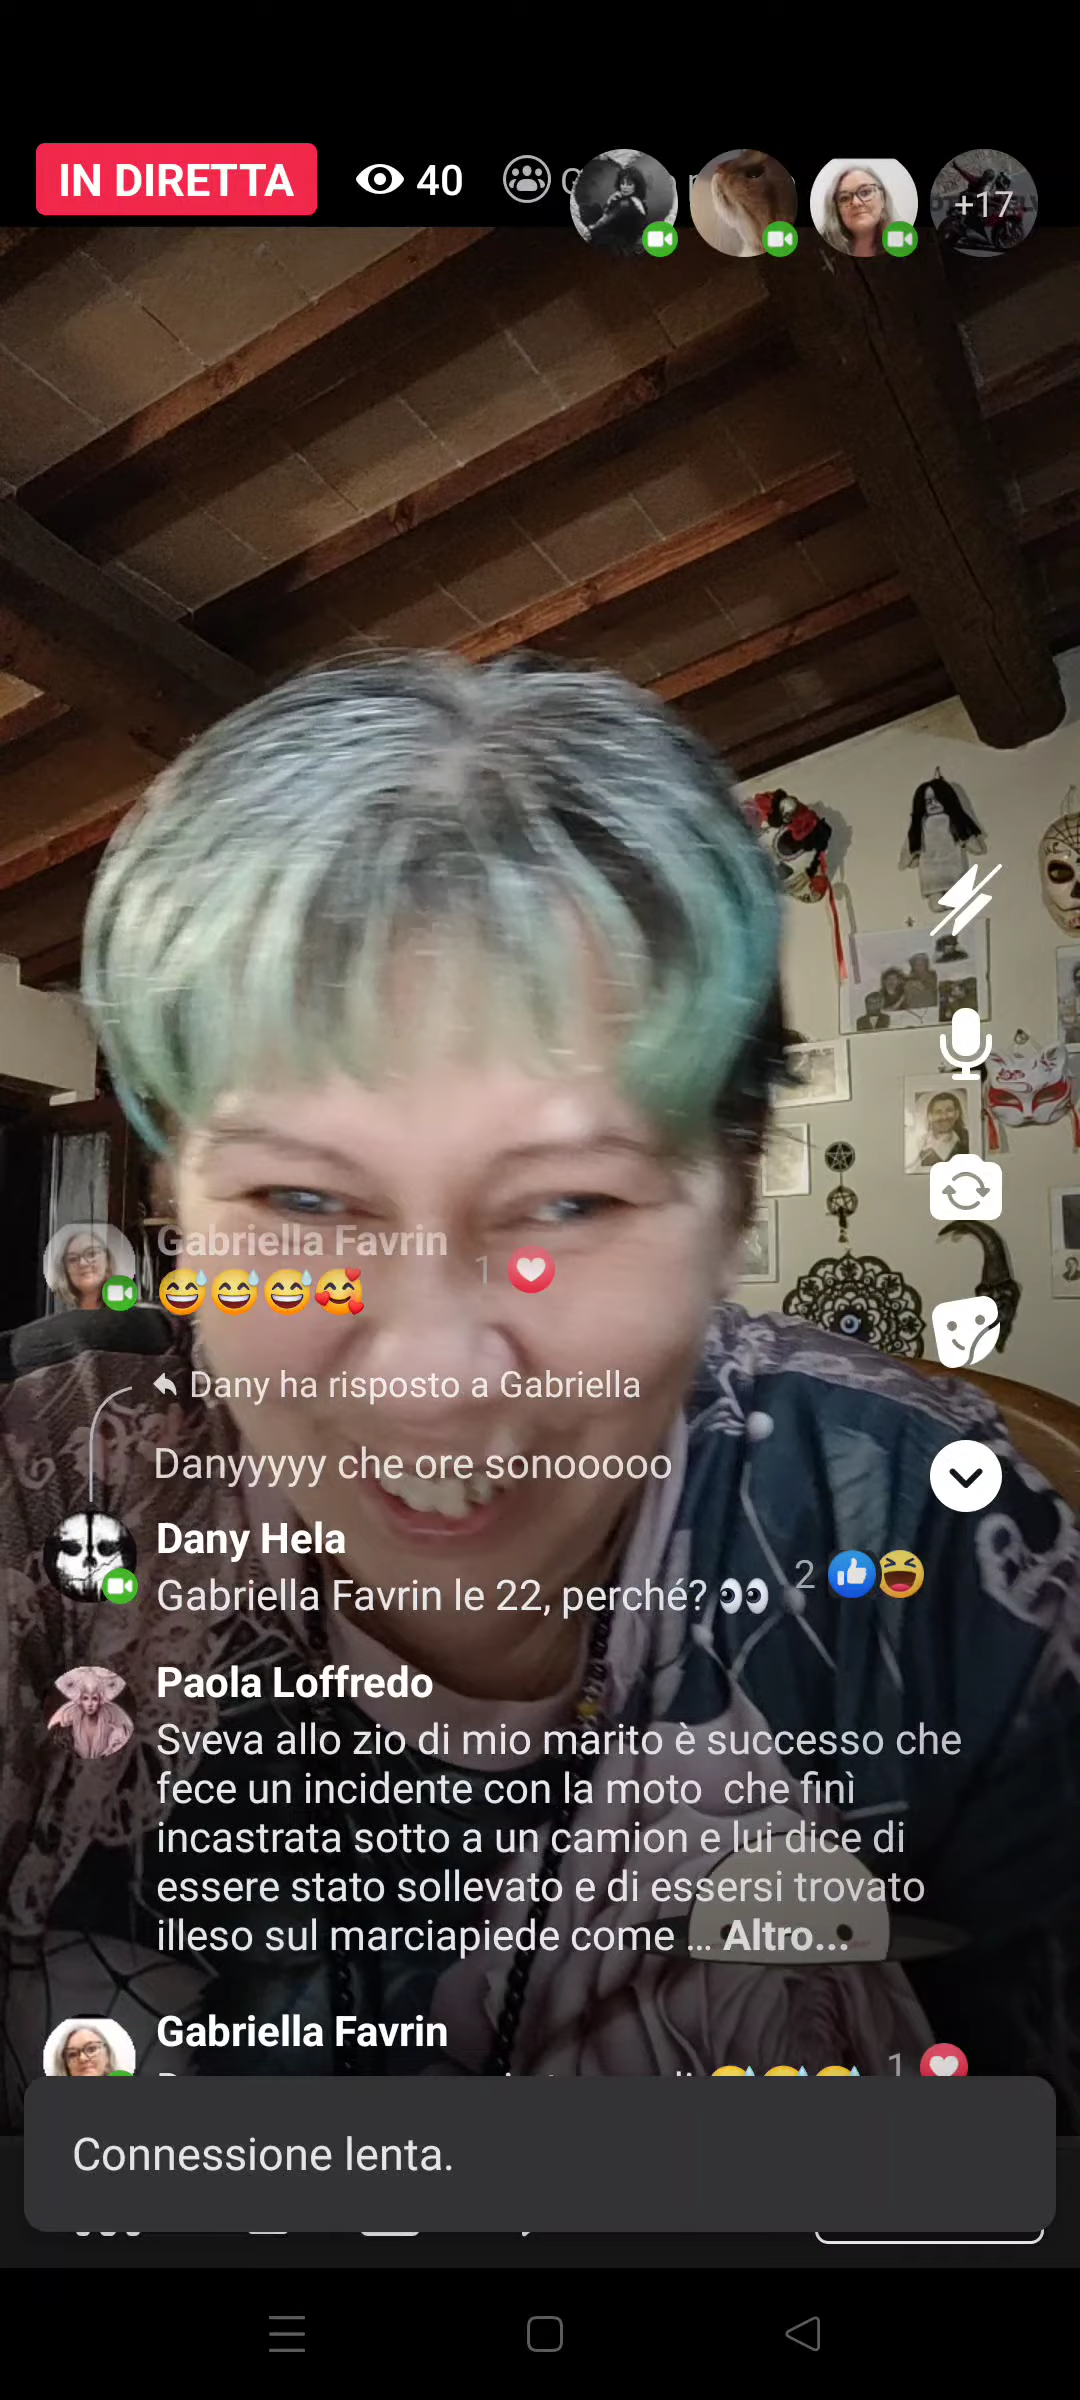 IN DIRETTA
40
+17
Gabriella Favrin
1
😅😅😅🥰
Dany ha risposto a Gabriella
Danyyyyy che ore sonooooo
Dany Hela
Gabriella Favrin le 22, perché? 👀
2
Paola Loffredo
Sveva allo zio di mio marito è successo che
fece un incidente con la moto  che finì
incastrata sotto a un camion e lui dice di
essere stato sollevato e di essersi trovato
illeso sul marciapiede come ... Altro...
Gabriella Favrin
1
Connessione lenta.